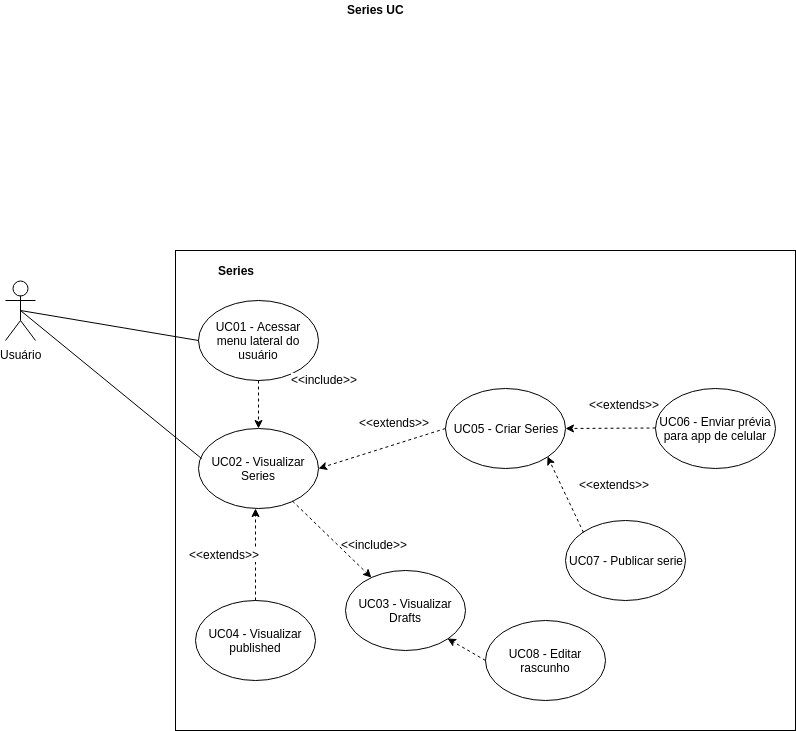 Series UC
Series
UC01 - Acessar
menu lateral do
usuário
Usuário
<<include>>
<<extends>>
UC05 - Criar Series
<<extends>>
UC06 - Enviar prévia
para app de celular
UC02 - Visualizar
Series
<<extends>>
<<extends>>
<<include>>
UC07 - Publicar serie
UC03 - Visualizar
Drafts
UC04 - Visualizar
published
UC08 - Editar
rascunho